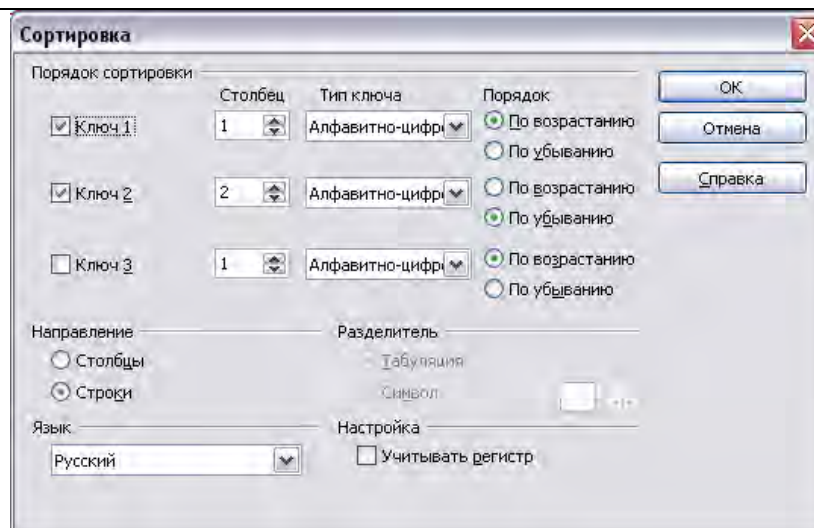 Сортировка
Порядок сортировки
Столбец Тип ключа Порядок
Ключ 1 1 Алфавитно-цифр По возрастанию
По убыванию
Ключ 2 2 Алфавитно-цифр По возрастанию
По убыванию
Ключ 3 1 Алфавитно-цифр По возрастанию
По убыванию
OK
Отмена
Справка
Направление Разделитель
Столбцы Табуляция
Строки Символ
Язык Настройка
Русский Учитывать регистр